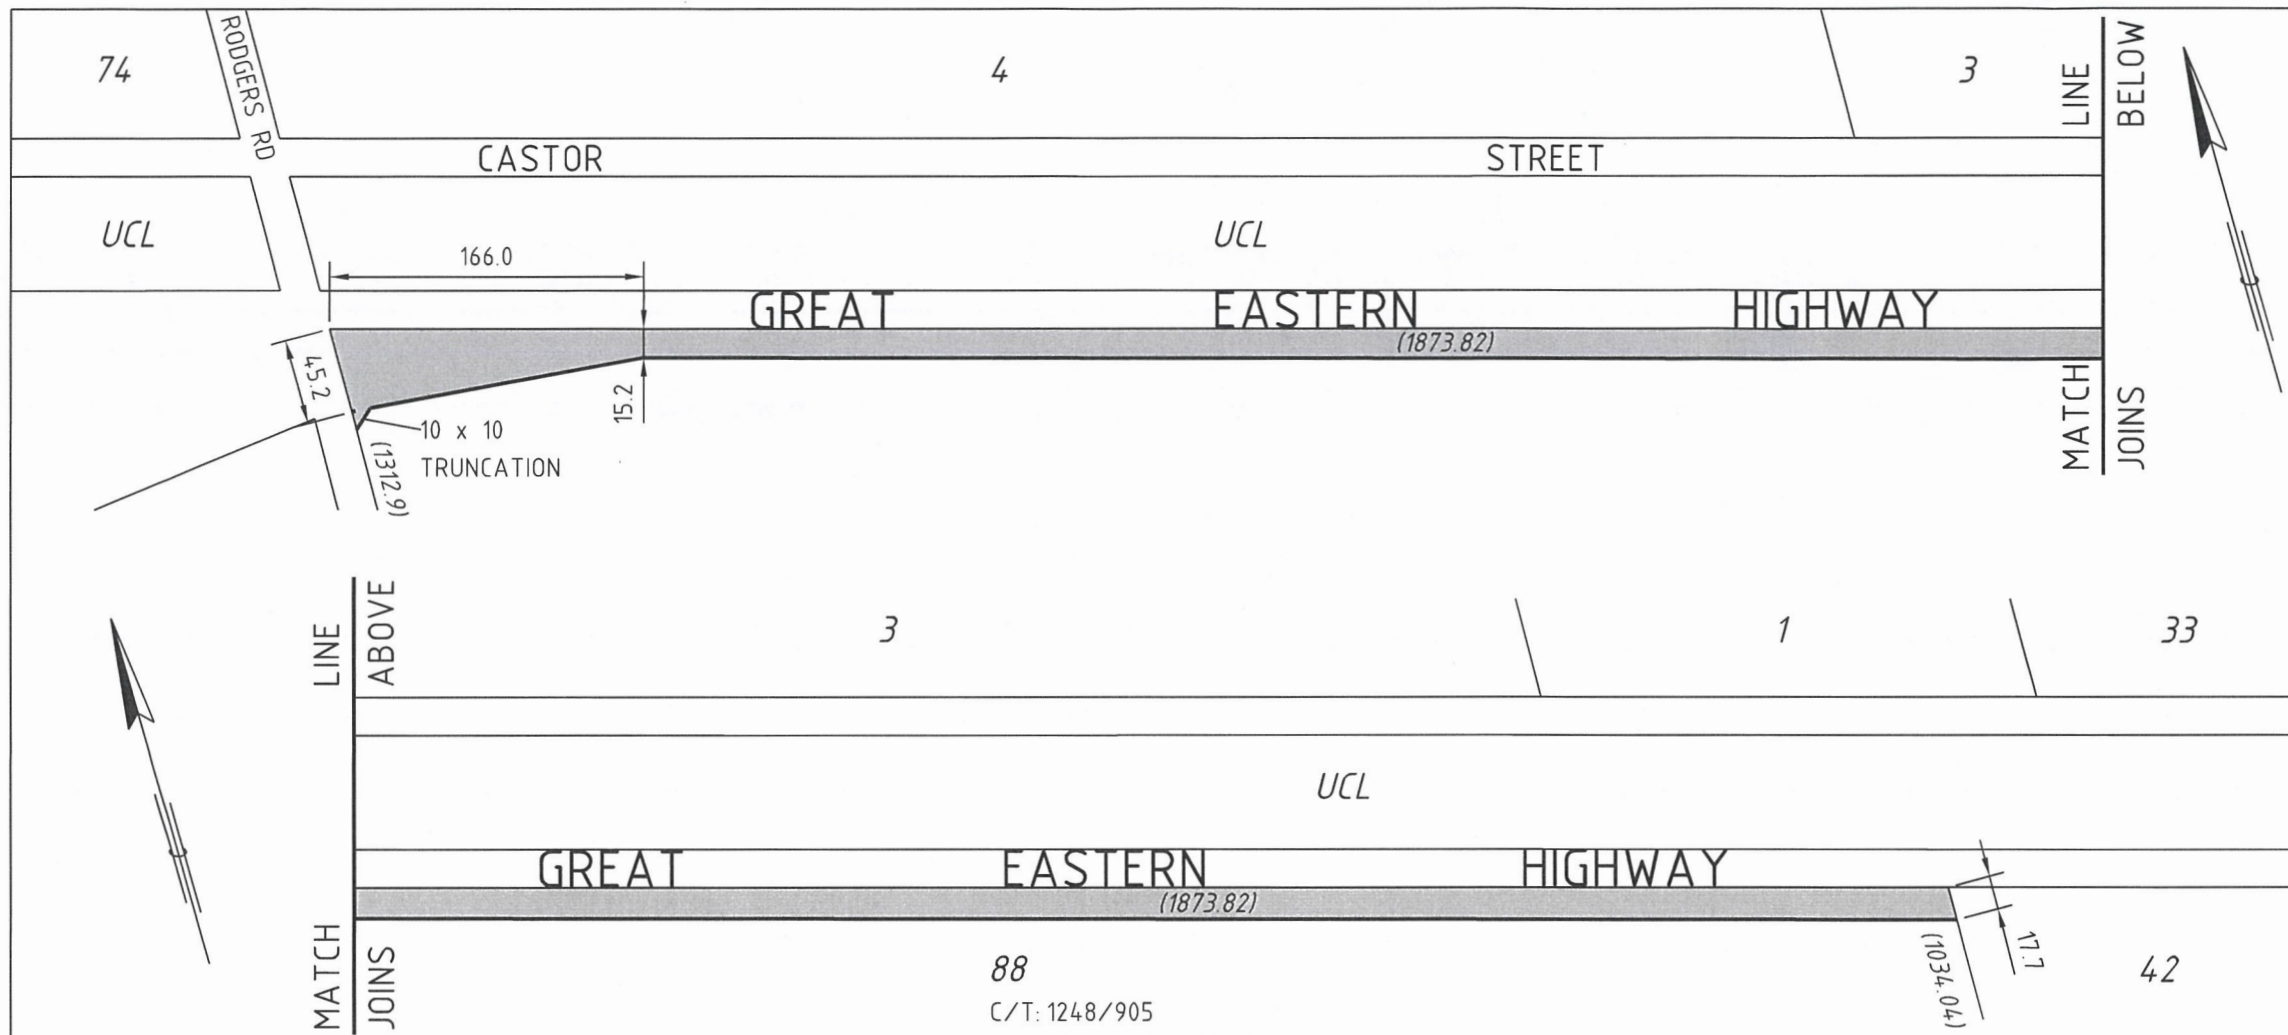 74
RODGERS RD
4
3
LINE
BELOW
CASTOR STREET
UCL
UCL
166.0
GREAT EASTERN HIGHWAY
(1873.82)
45.2
15.2
10 x 10
TRUNCATION
(1312.9)
MATCH
JOINS
LINE
ABOVE
3
1
33
UCL
GREAT EASTERN HIGHWAY
(1873.82)
MATCH
JOINS
88
C/T: 1248/905
(1034.04)
17.7
42